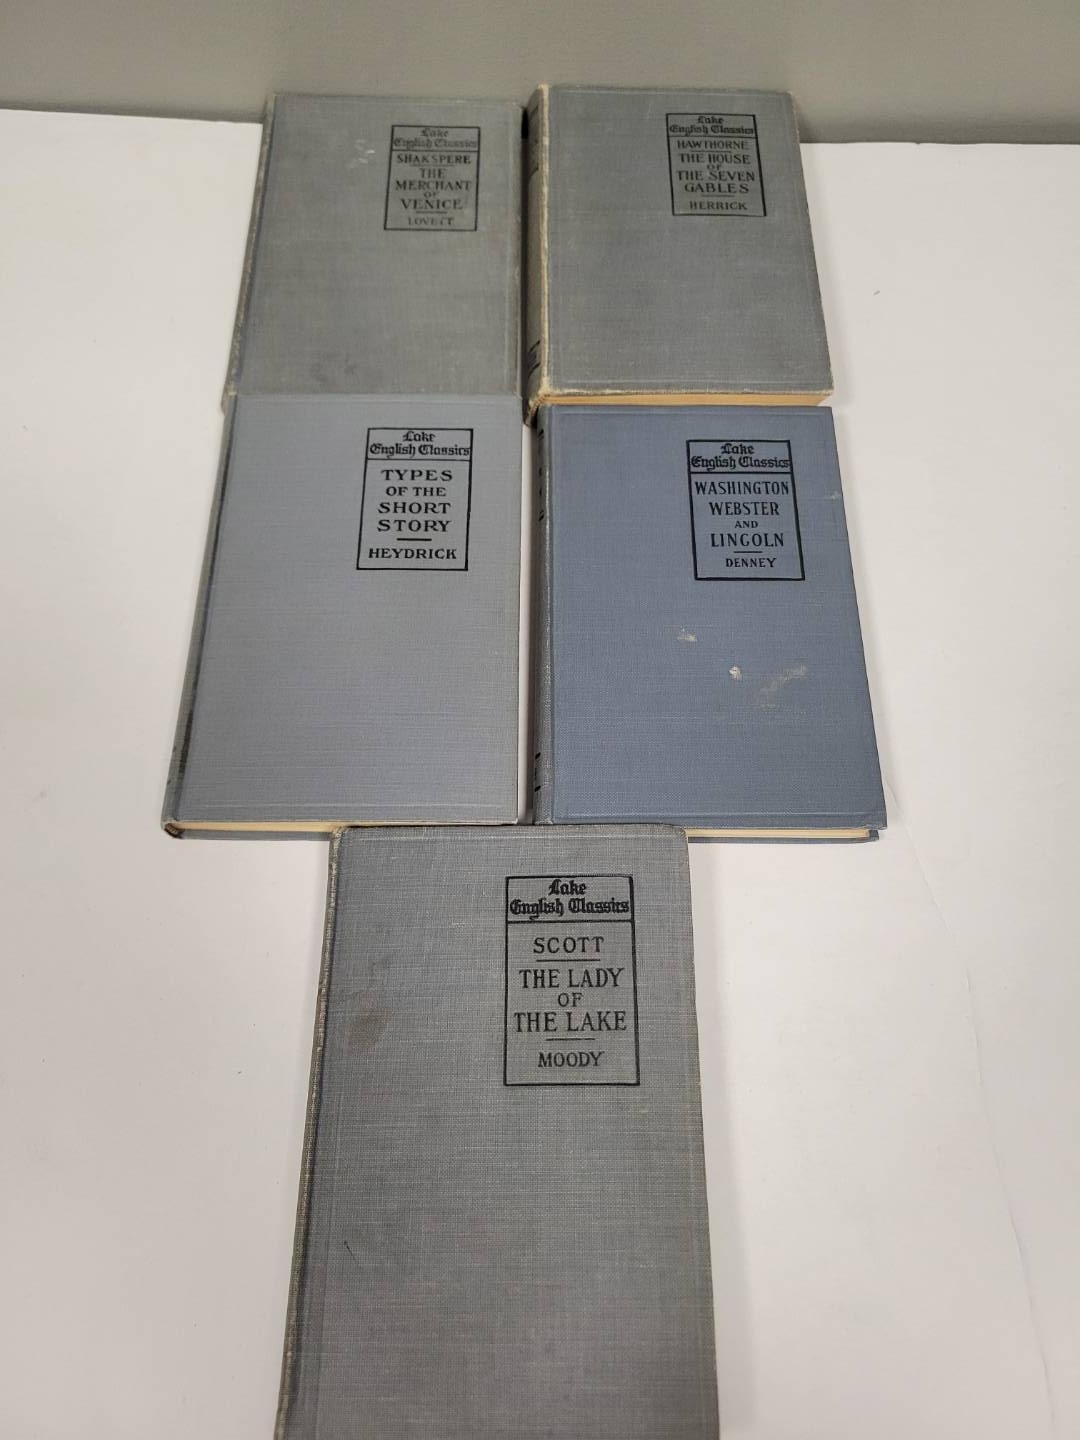 Lake
English Classics
SHAKSPERE
THE
MERCHANT
OF
VENICE
LOVETT
Lake
English Classics
HAWTHORNE
THE HOUSE
OF
THE SEVEN
GABLES
HERRICK
Lake
English Classics
TYPES
OF THE
SHORT
STORY
HEYDRICK
Lake
English Classics
WASHINGTON
WEBSTER
AND
LINCOLN
DENNEY
Lake
English Classics
SCOTT
THE LADY
OF
THE LAKE
MOODY